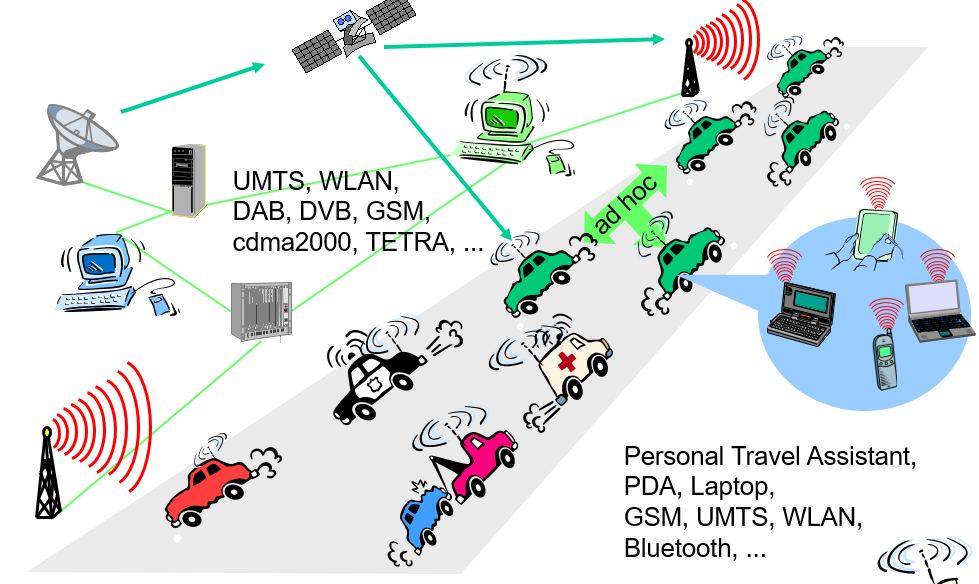 UMTS, WLAN,
DAB, DVB, GSM,
cdma2000, TETRA, ...
ad hoc
Personal Travel Assistant,
PDA, Laptop,
GSM, UMTS, WLAN,
Bluetooth, ...